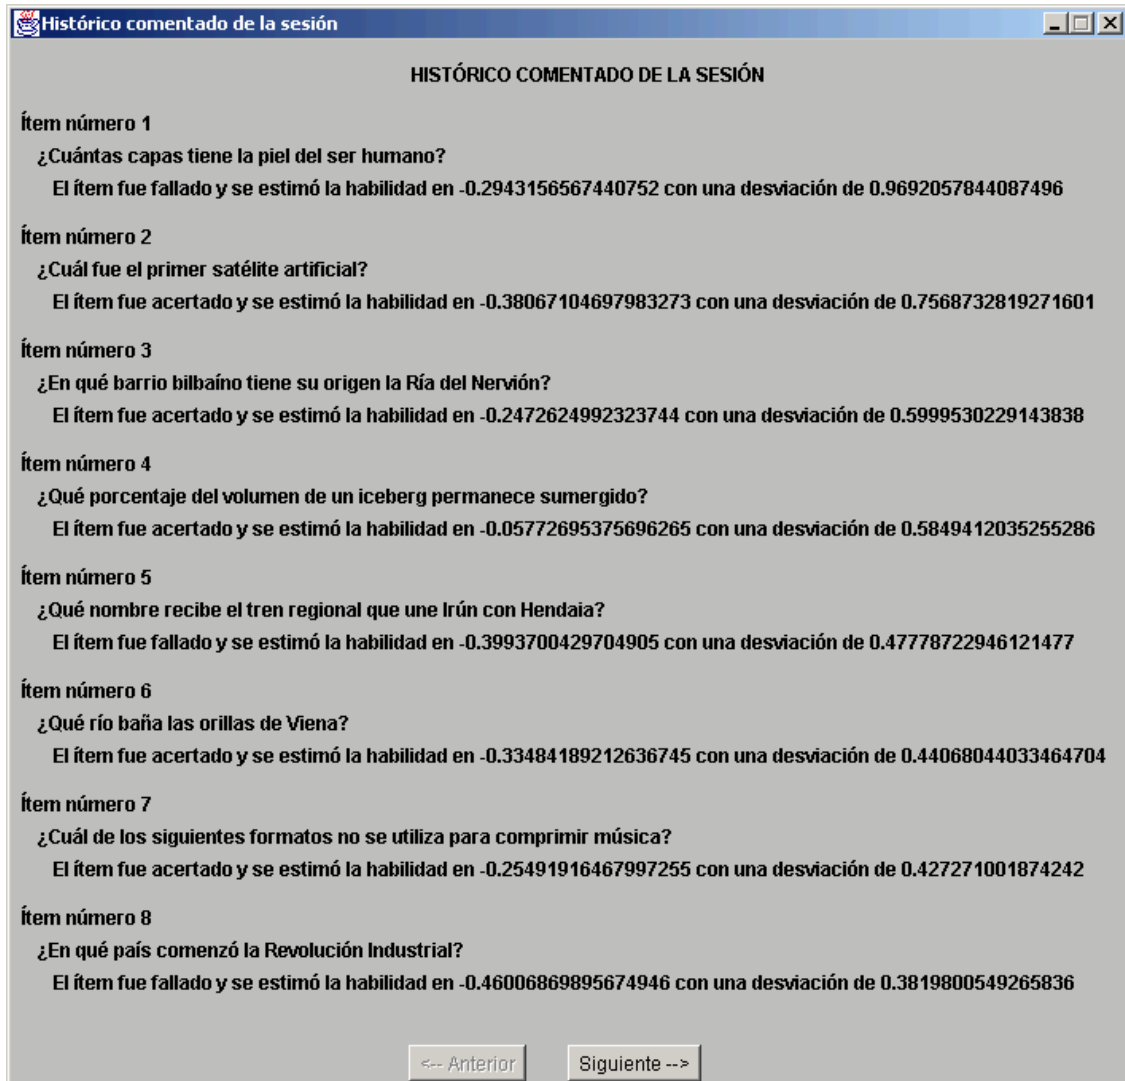 Histórico comentado de la sesión
HISTÓRICO COMENTADO DE LA SESIÓN
Ítem número 1
¿Cuántas capas tiene la piel del ser humano?
El ítem fue fallado y se estimó la habilidad en -0.2943156567440752 con una desviación de 0.9692057844087496
Ítem número 2
¿Cuál fue el primer satélite artificial?
El ítem fue acertado y se estimó la habilidad en -0.38067104697983273 con una desviación de 0.7568732819271601
Ítem número 3
¿En qué barrio bilbaíno tiene su origen la Ría del Nervión?
El ítem fue acertado y se estimó la habilidad en -0.2472624992323744 con una desviación de 0.5999530229143838
Ítem número 4
¿Qué porcentaje del volumen de un iceberg permanece sumergido?
El ítem fue acertado y se estimó la habilidad en -0.05772695375696265 con una desviación de 0.5849412035255286
Ítem número 5
¿Qué nombre recibe el tren regional que une Irún con Hendaia?
El ítem fue fallado y se estimó la habilidad en -0.3993700429704905 con una desviación de 0.47778722946121477
Ítem número 6
¿Qué río baña las orillas de Viena?
El ítem fue acertado y se estimó la habilidad en -0.33484189212636745 con una desviación de 0.44068044033464704
Ítem número 7
¿Cuál de los siguientes formatos no se utiliza para comprimir música?
El ítem fue acertado y se estimó la habilidad en -0.25491916467997255 con una desviación de 0.427271001874242
Ítem número 8
¿En qué país comenzó la Revolución Industrial?
El ítem fue fallado y se estimó la habilidad en -0.46006869895674946 con una desviación de 0.3819800549265836
<-- Anterior Siguiente -->